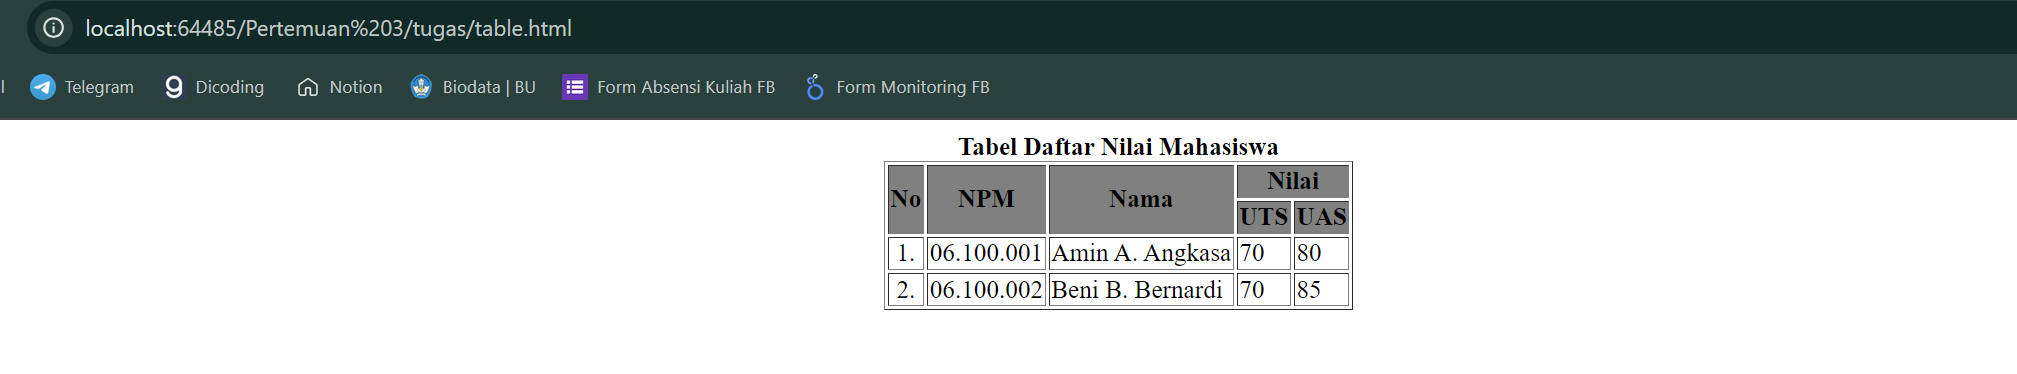 localhost:64485/Pertemuan%203/tugas/table.html
l Telegram Dicoding Notion Biodata | BU Form Absensi Kuliah FB Form Monitoring FB
Tabel Daftar Nilai Mahasiswa
No NPM Nama Nilai
UTS UAS
1. 06.100.001 Amin A. Angkasa 70 80
2. 06.100.002 Beni B. Bernardi 70 85